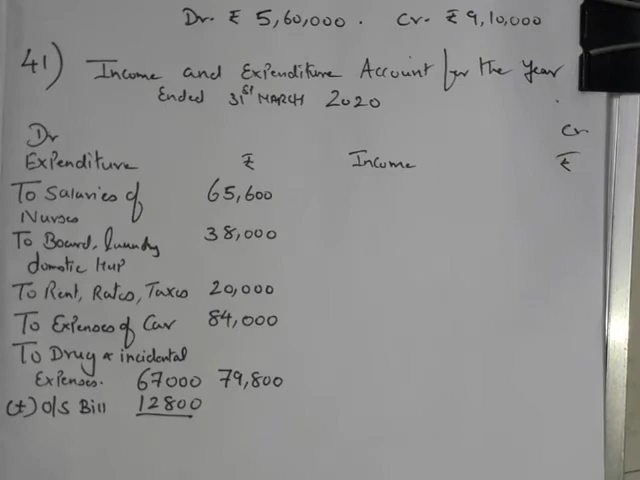 Dr. ₹ 5,60,000. Cr. ₹ 9,10,000
41) Income and Expenditure Account for the Year
Ended 31st MARCH 2020
Dr Cr.
Expenditure ₹ Income ₹
To Salaries of 65,600
Nurses
To Board, laundry 38,000
domotic Help
To Rent, Rates, Taxes 20,000
To Expenses of Car 84,000
To Drug & incidental
Expenses. 67000 79,800
(+) O/S Bill 12800